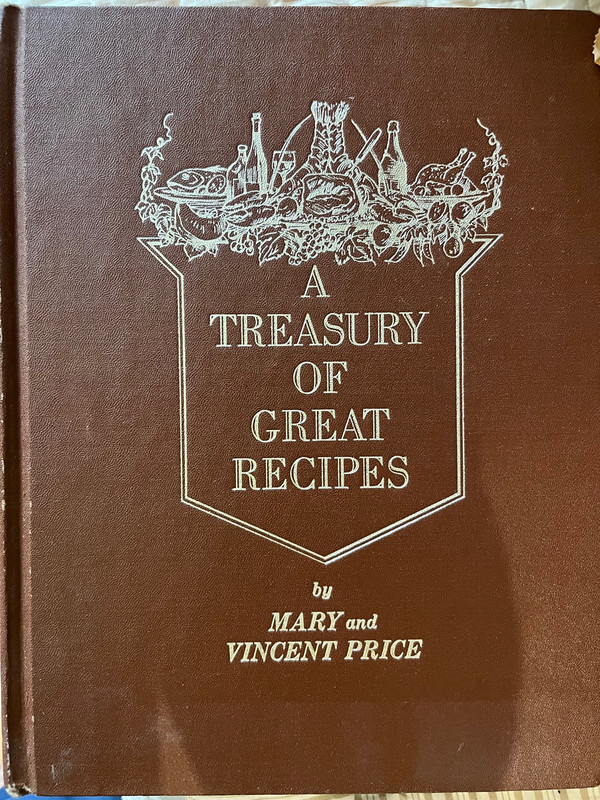 A
TREASURY
OF
GREAT
RECIPES
by
MARY and
VINCENT PRICE